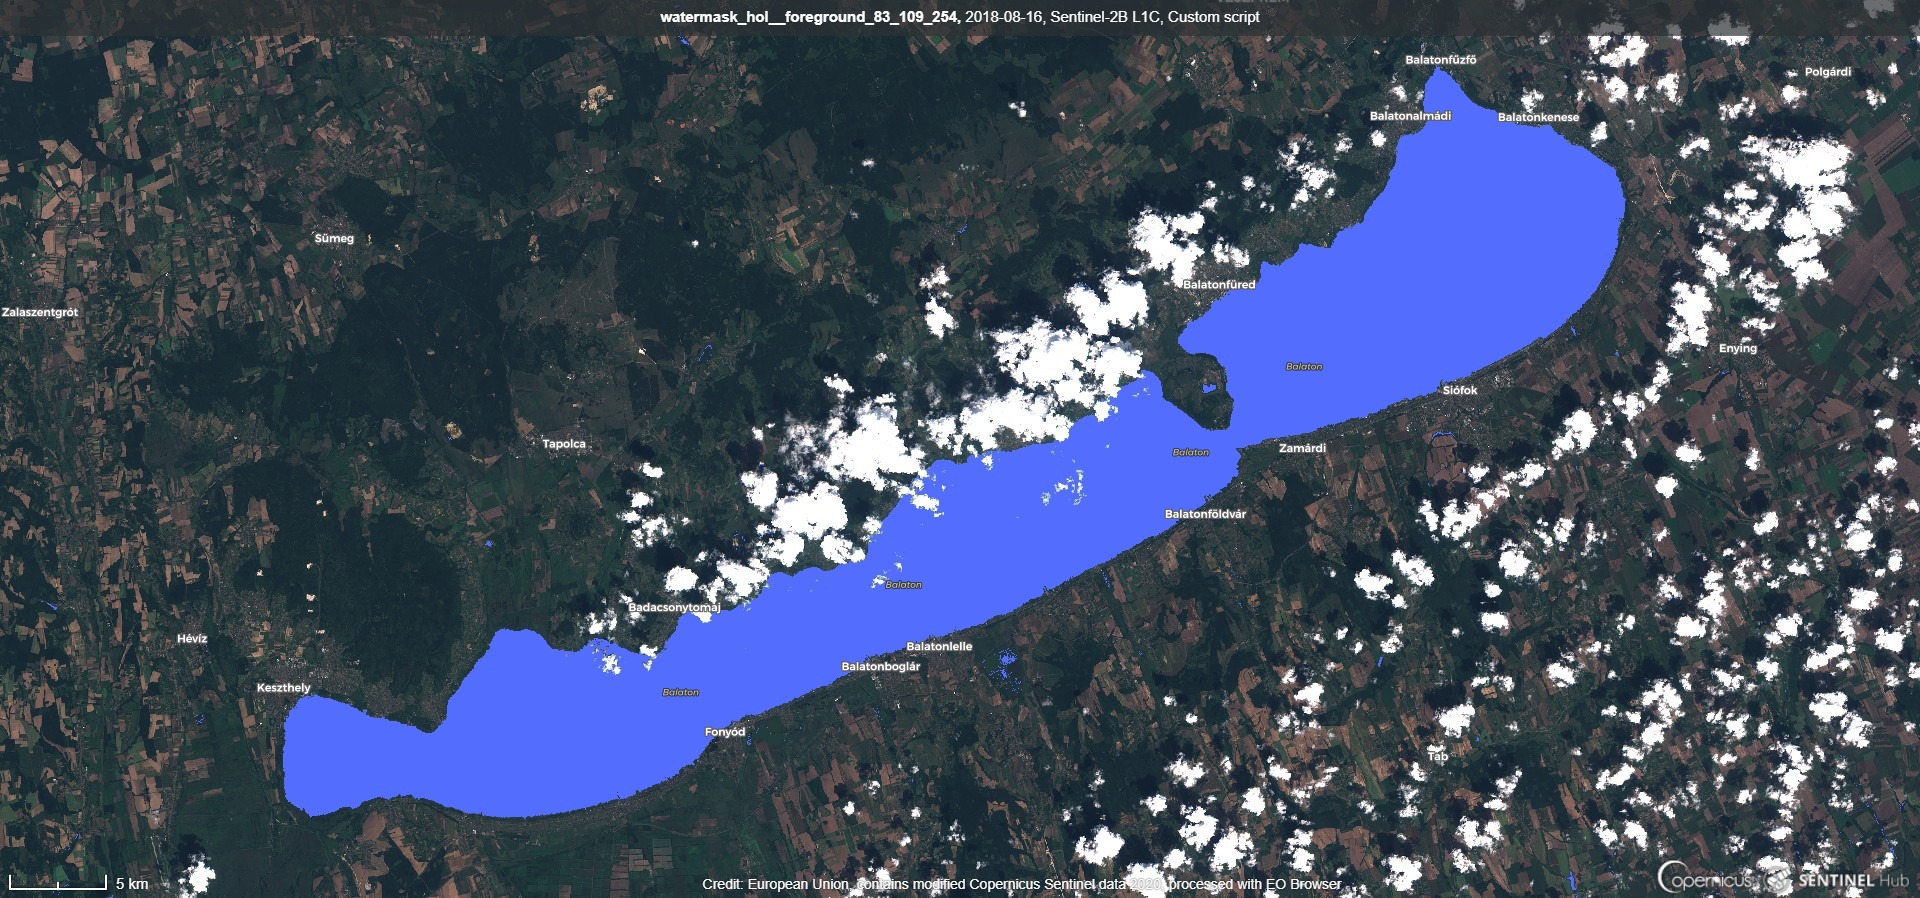 watermask_hol__foreground_83_109_254, 2018-08-16, Sentinel-2B L1C, Custom script
Balatonfűzfő
Polgárdi
Balatonalmádi
Balatonkenese
Sümeg
Balatonfüred
Zalaszentgrót
Enying
Balaton
Siófok
Tapolca
Zamárdi
Balaton
Balatonföldvár
Balaton
Badacsonytomaj
Hévíz
Balatonlelle
Balatonboglár
Keszthely
Balaton
Fonyód
Tab
5 km
Credit: European Union, contains modified Copernicus Sentinel data 2020, processed with EO Browser
Copernicus
SENTINEL Hub